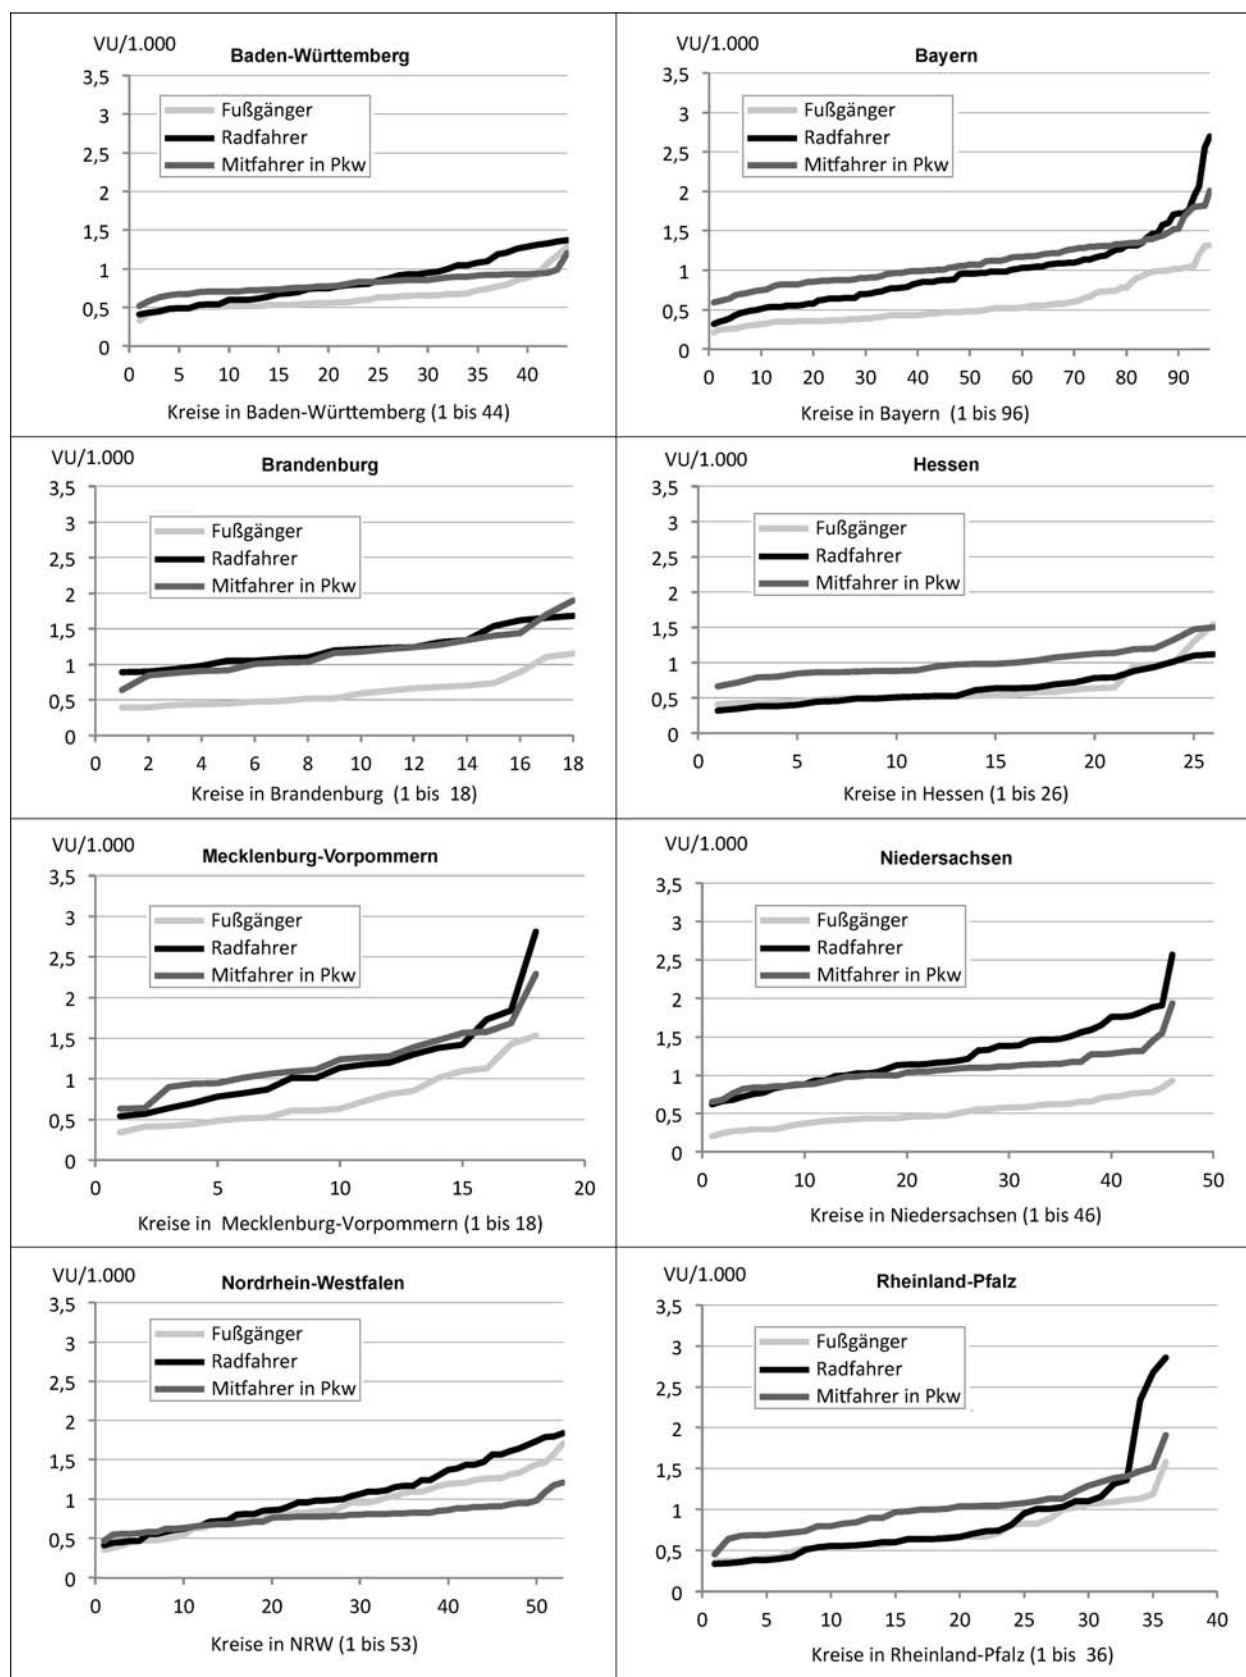 VU/1.000
Baden-Württemberg
3,5
3
2,5
2
1,5
1
0,5
0
Fußgänger
Radfahrer
Mitfahrer in Pkw
0 5 10 15 20 25 30 35 40
Kreise in Baden-Württemberg (1 bis 44)
VU/1.000
Bayern
3,5
3
2,5
2
1,5
1
0,5
0
Fußgänger
Radfahrer
Mitfahrer in Pkw
0 10 20 30 40 50 60 70 80 90
Kreise in Bayern (1 bis 96)
VU/1.000
Brandenburg
3,5
3
2,5
2
1,5
1
0,5
0
Fußgänger
Radfahrer
Mitfahrer in Pkw
0 2 4 6 8 10 12 14 16 18
Kreise in Brandenburg (1 bis 18)
VU/1.000
Hessen
3,5
3
2,5
2
1,5
1
0,5
0
Fußgänger
Radfahrer
Mitfahrer in Pkw
0 5 10 15 20 25
Kreise in Hessen (1 bis 26)
VU/1.000
Mecklenburg-Vorpommern
3,5
3
2,5
2
1,5
1
0,5
0
Fußgänger
Radfahrer
Mitfahrer in Pkw
0 5 10 15 20
Kreise in Mecklenburg-Vorpommern (1 bis 18)
VU/1.000
Niedersachsen
3,5
3
2,5
2
1,5
1
0,5
0
Fußgänger
Radfahrer
Mitfahrer in Pkw
0 10 20 30 40 50
Kreise in Niedersachsen (1 bis 46)
VU/1.000
Nordrhein-Westfalen
3,5
3
2,5
2
1,5
1
0,5
0
Fußgänger
Radfahrer
Mitfahrer in Pkw
0 10 20 30 40 50
Kreise in NRW (1 bis 53)
VU/1.000
Rheinland-Pfalz
3,5
3
2,5
2
1,5
1
0,5
0
Fußgänger
Radfahrer
Mitfahrer in Pkw
0 5 10 15 20 25 30 35 40
Kreise in Rheinland-Pfalz (1 bis 36)